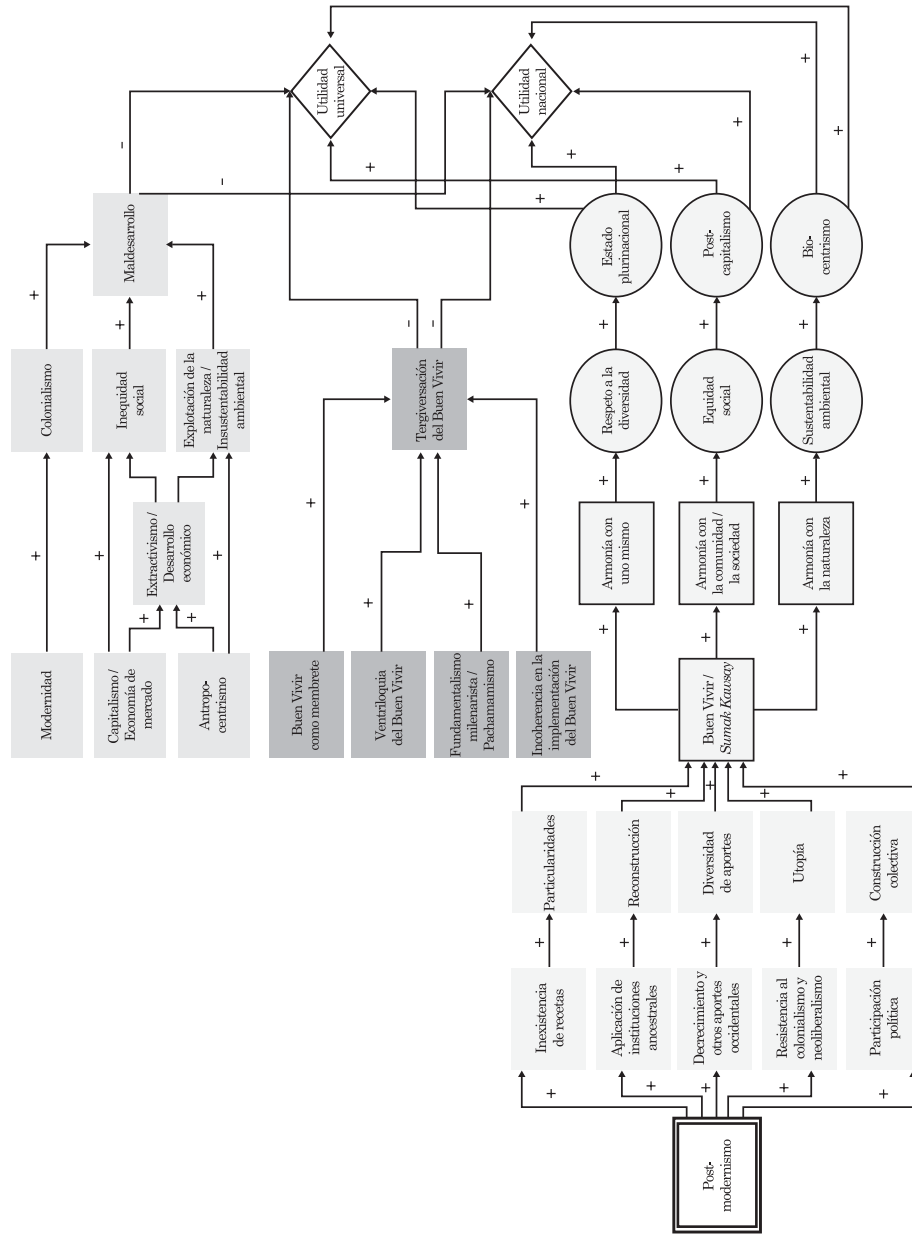 Modernidad
+
Colonialismo
+
Capitalismo /
Economía de
mercado
+
+
Extractivismo /
Desarrollo
económico
Inequidad
social
+
Maldesarrollo
–
–
Antropo-
centrismo
+
+
Explotación de la
naturaleza /
Insustentabilidad
ambiental
+
Utilidad
universal
Utilidad
nacional
Buen Vivir
como membrete
+
Ventriloquia
del Buen Vivir
+
Fundamentalismo
milenarista /
Pachamamismo
+
Incoherencia en la
implementación
del Buen Vivir
+
Tergiversación
del Buen Vivir
–
–
Post-
modernismo
+
+
+
+
+
Inexistencia
de recetas
+
Particularidades
+
Aplicación de
instituciones
ancestrales
+
Reconstrucción
+
Decrecimiento y
otros aportes
occidentales
+
Diversidad
de aportes
+
Resistencia al
colonialismo y
neoliberalismo
+
Utopía
+
Participación
política
+
Construcción
colectiva
+
Buen Vivir /
Sumak Kawsay
+
+
+
Armonía con
uno mismo
+
Respeto a la
diversidad
+
Estado
plurinacional
+
+
Armonía con
la comunidad /
la sociedad
+
Equidad
social
+
Post-
capitalismo
+
+
+
Armonía con
la naturaleza
+
Sustentabilidad
ambiental
+
Bio-
centrismo
+
+